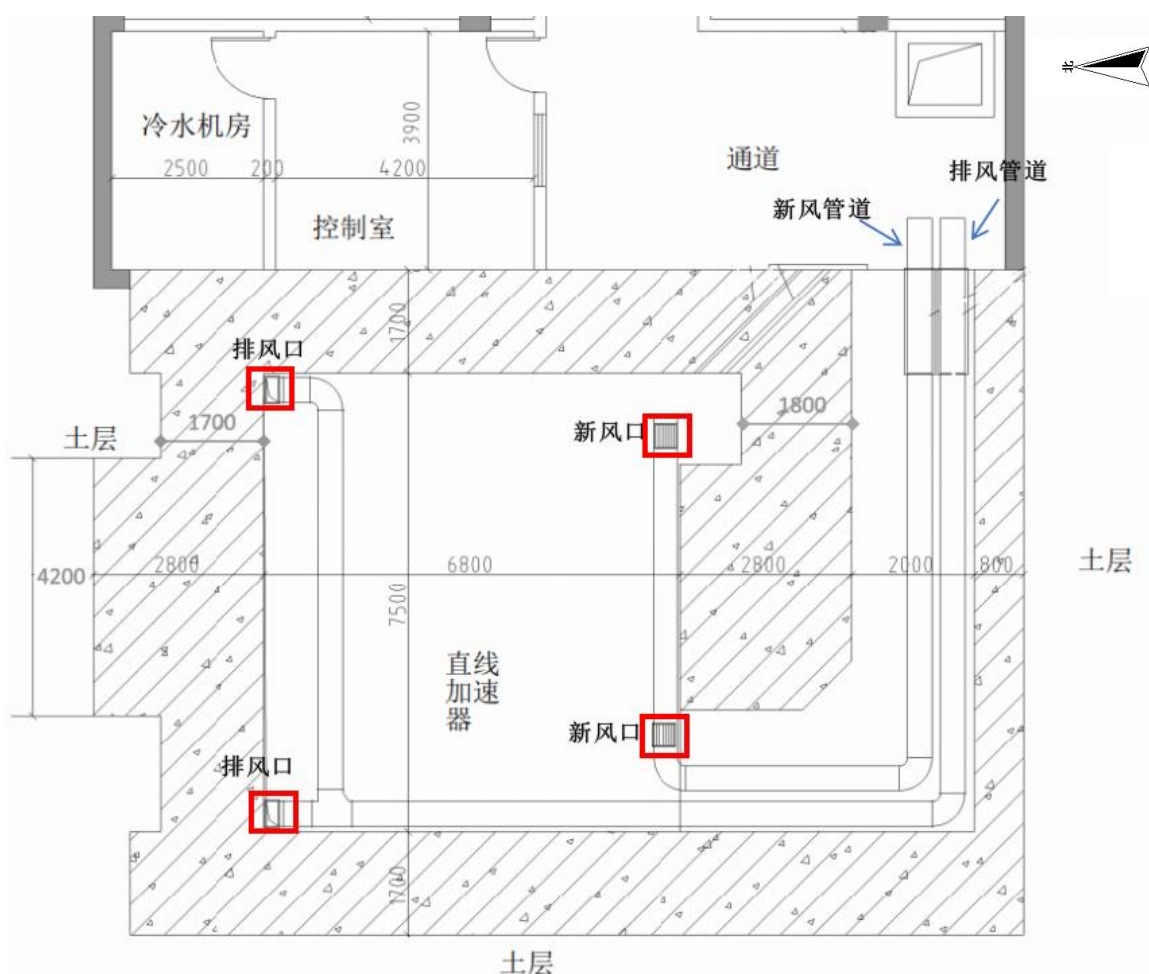 北
冷水机房
3900
2500
200
4200
通道
排风管道
新风管道
控制室
1700
排风口
1800
新风口
1700
土层
4200
2800
6800
2800
2000
800
土层
7500
直线
加速
器
新风口
排风口
1700
土层